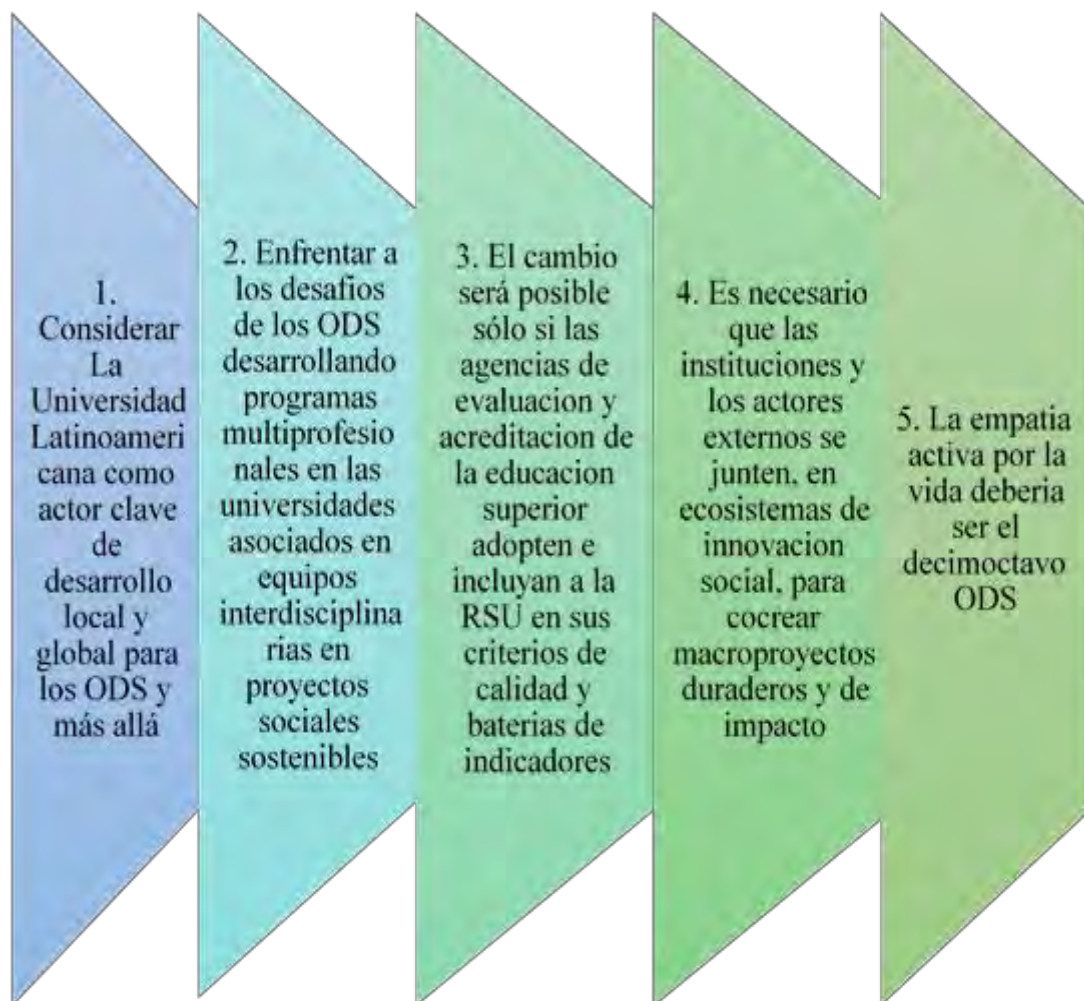 1.
Considerar
La
Universidad
Latinoameri
cana como
actor clave
de
desarrollo
local y
global para
los ODS y
más allá
2. Enfrentar a
los desafios
de los ODS
desarrollando
programas
multiprofesio
nales en las
universidades
asociados en
equipos
interdisciplina
rias en
proyectos
sociales
sostenibles
3. El cambio
será posible
sólo si las
agencias de
evaluacion y
acreditacion de
la educacion
superior
adopten e
incluyan a la
RSU en sus
criterios de
calidad y
baterias de
indicadores
4. Es necesario
que las
instituciones y
los actores
externos se
junten, en
ecosistemas de
innovacion
social, para
cocrear
macroproyectos
duraderos y de
impacto
5. La empatia
activa por la
vida deberia
ser el
decimoctavo
ODS